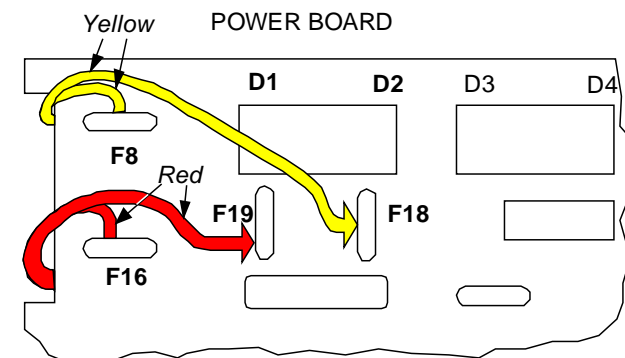 Yellow POWER BOARD
D1 D2 D3 D4
F8
Red
F19 F18
F16